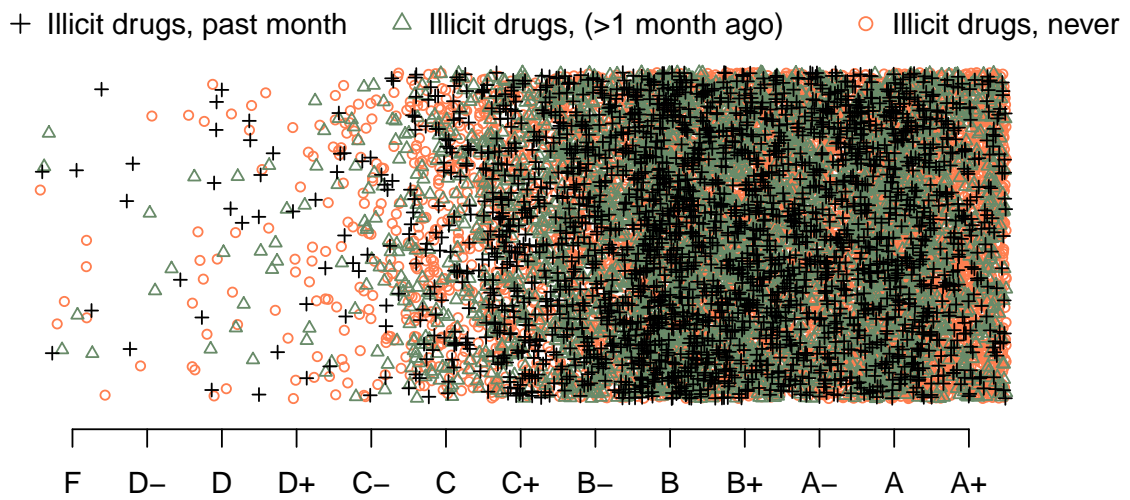 Illicit drugs, past month Illicit drugs, (>1 month ago) Illicit drugs, never
F D− D D+ C− C C+ B− B B+ A− A A+